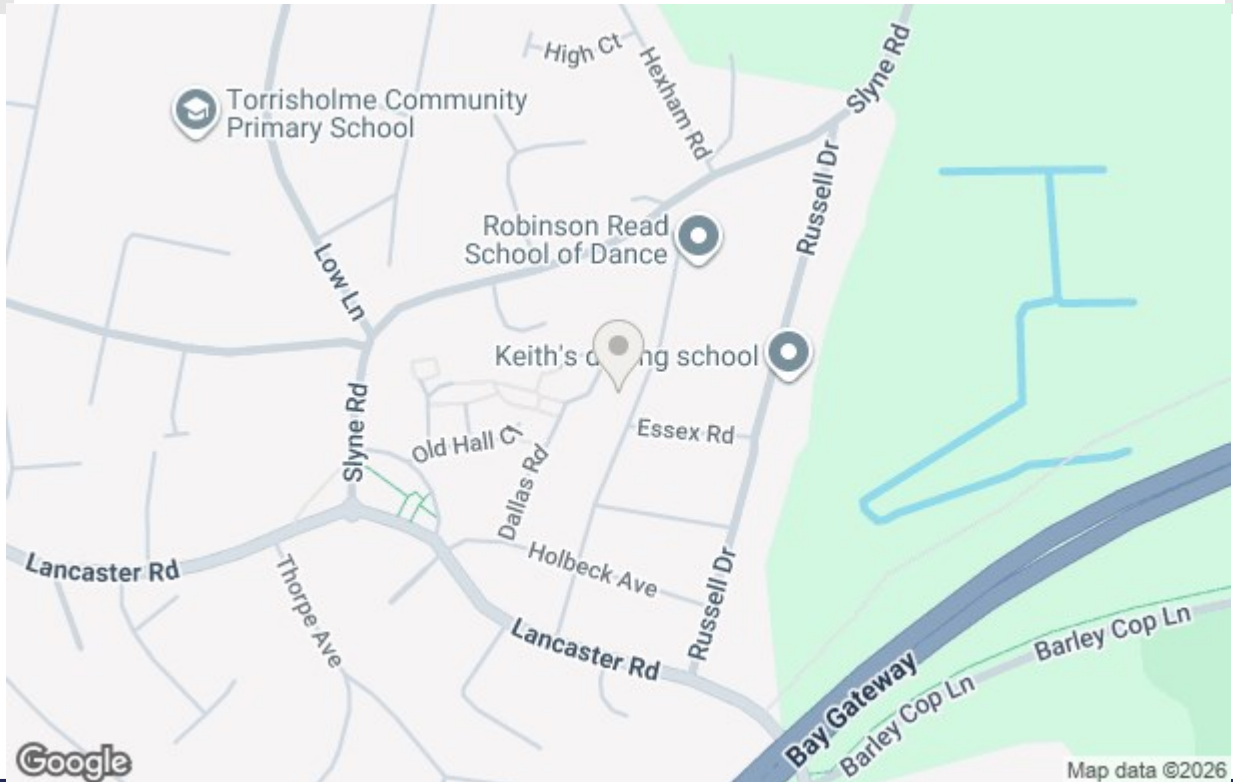 High Ct
Hexham Rd
Slyne Rd
Torrisholme Community
Primary School
Russell Dr
Robinson Read
School of Dance
Low Ln
Keith's d    ng school
Slyne Rd
Essex Rd
Old Hall Ct
Dallas Rd
Lancaster Rd
Thorpe Ave
Holbeck Ave
Russell Dr
Lancaster Rd
Barley Cop Ln
Bay Gateway
Barley Cop Ln
Google
Map data ©2026